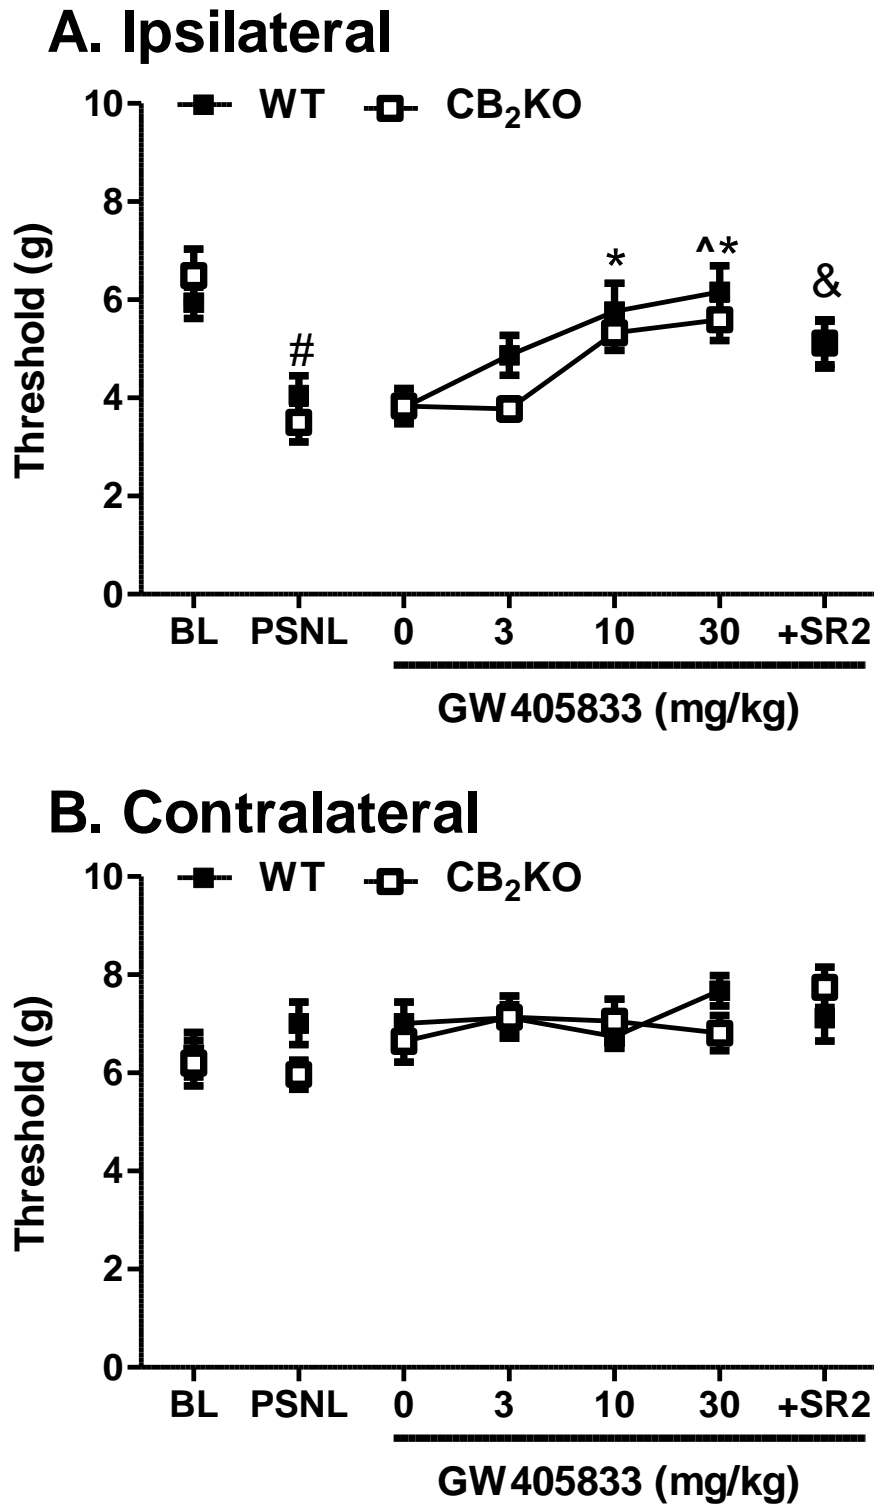 A. Ipsilateral
WT CB₂KO
10
8
6
4
2
0
Threshold (g)
#
*
^*
&
BL PSNL 0 3 10 30 +SR2
GW405833 (mg/kg)
B. Contralateral
WT CB₂KO
10
8
6
4
2
0
Threshold (g)
BL PSNL 0 3 10 30 +SR2
GW405833 (mg/kg)